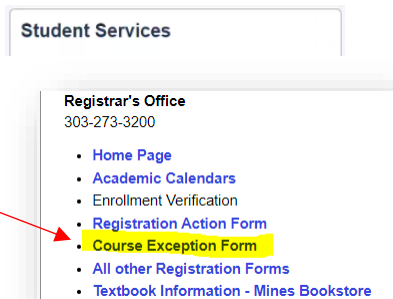 Student Services
Registrar's Office
303-273-3200
Home Page
Academic Calendars
Enrollment Verification
Registration Action Form
Course Exception Form
All other Registration Forms
Textbook Information - Mines Bookstore